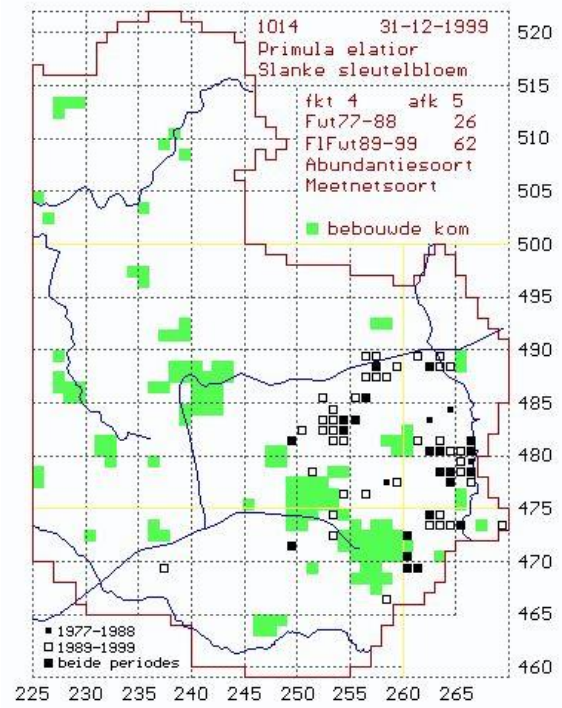 1014 31-12-1999
Primula elatior
Slanke sleutelbloem
fkt 4 afk 5
Fut77-88 26
FlFut89-99 62
Abundantiesoort
Meetnetsoort
bebouwde kom
520
515
510
505
500
495
490
485
480
475
470
465
460
1977-1988
1989-1999
beide periodes
225 230 235 240 245 250 255 260 265